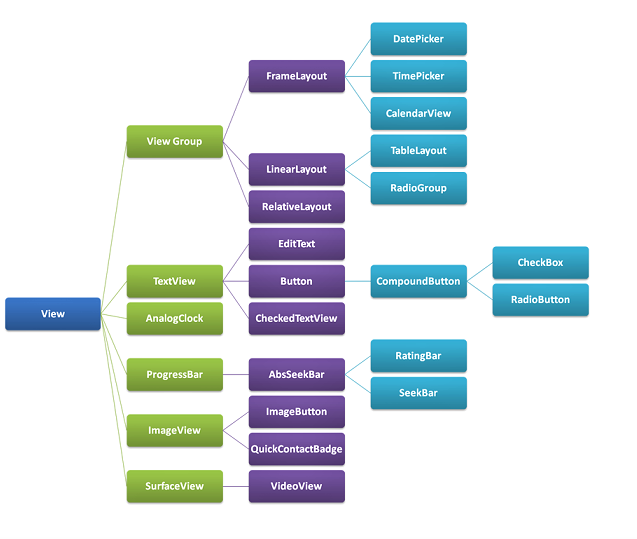 DatePicker
FrameLayout
TimePicker
CalendarView
View Group
TableLayout
LinearLayout
RadioGroup
RelativeLayout
EditText
CheckBox
TextView
Button
CompoundButton
RadioButton
View
AnalogClock
CheckedTextView
RatingBar
ProgressBar
AbsSeekBar
SeekBar
ImageButton
ImageView
QuickContactBadge
SurfaceView
VideoView